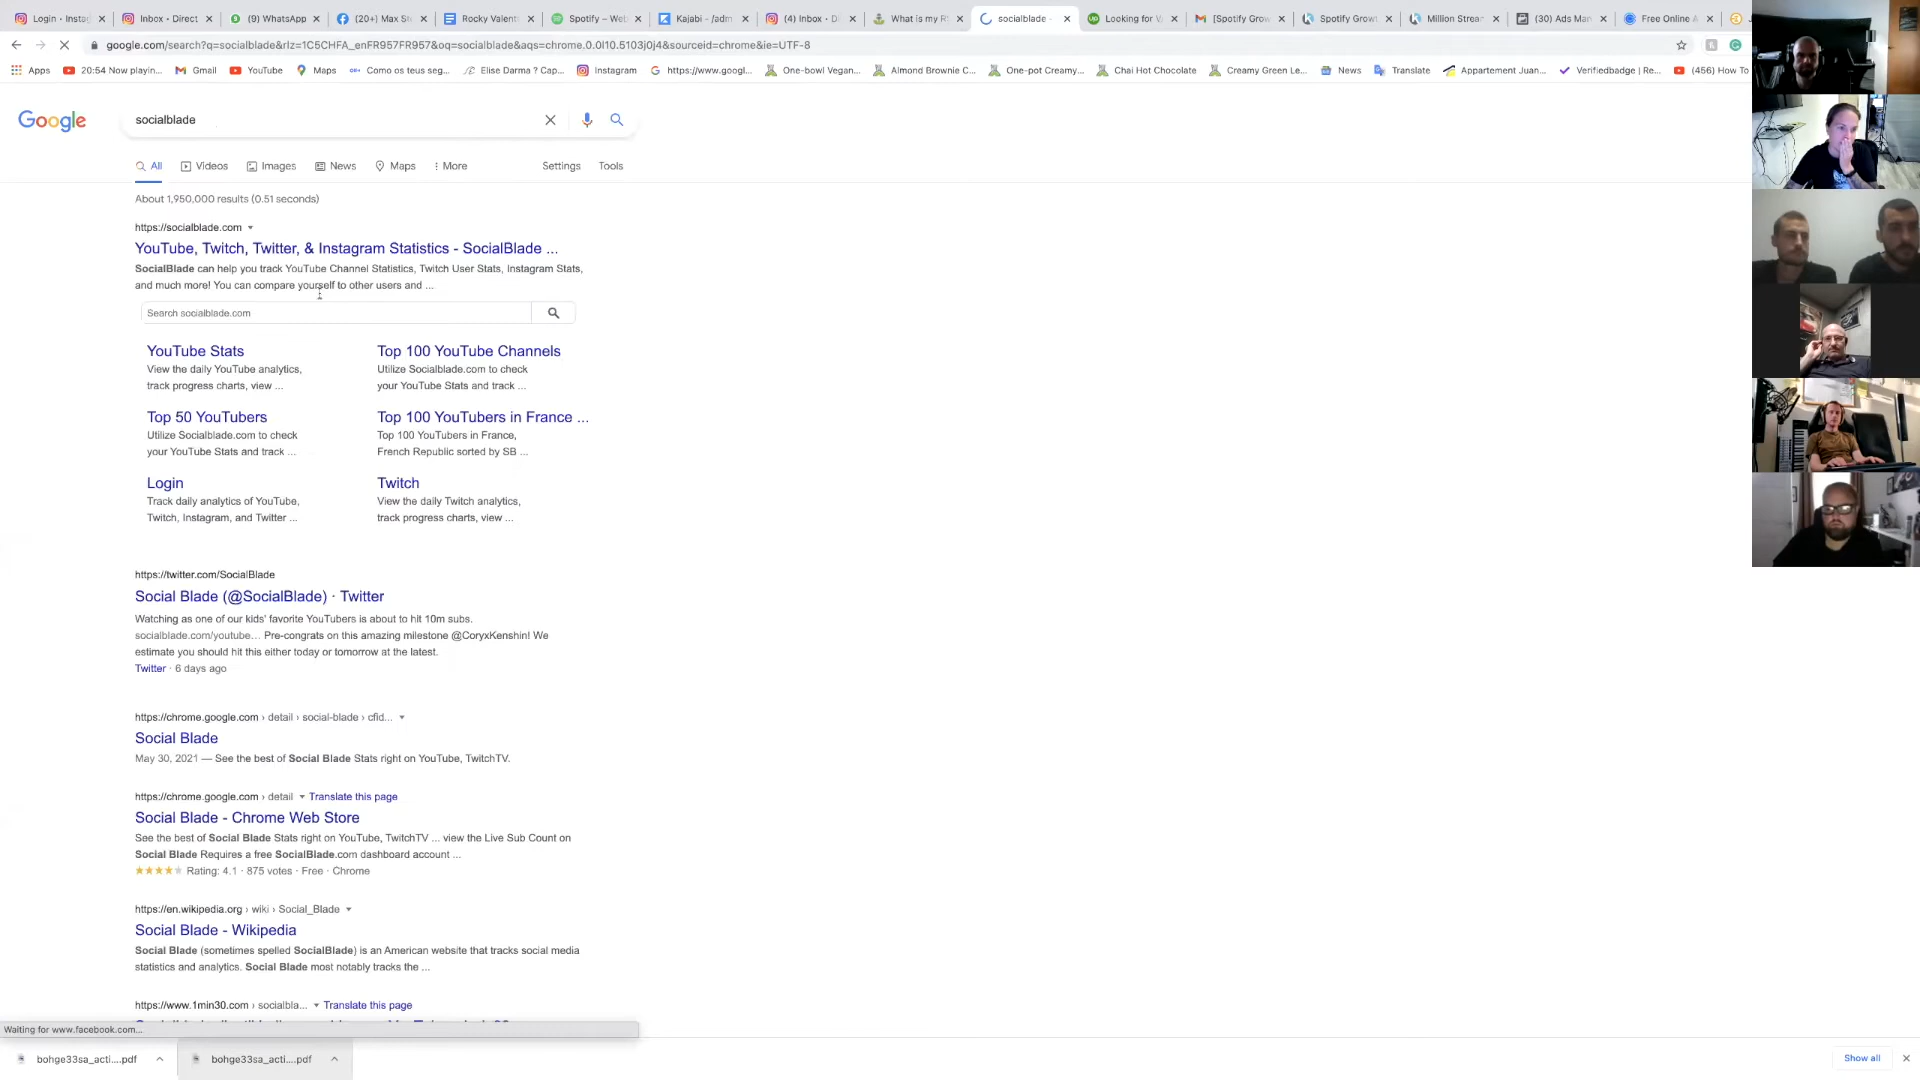 Login • Instag
Inbox • Direct
(9) WhatsApp
(20+) Max St
Rocky Valent
Spotify – Web
Kajabi - /adm
(4) Inbox • D
What is my R
socialblade -
Looking for V
[Spotify Grow
Spotify Growt
Million Strea
(30) Ads Man
Free Online A
google.com/search?q=socialblade&rlz=1C5CHFA_enFR957FR957&oq=socialblade&aqs=chrome.0.0l10.5103j0j4&sourceid=chrome&ie=UTF-8
Apps
20:54 Now playin...
Gmail
YouTube
Maps
Como os teus seg...
Elise Darma ? Cap...
Instagram
https://www.googl...
One-bowl Vegan...
Almond Brownie C...
One-pot Creamy...
Chai Hot Chocolate
Creamy Green Le...
News
Translate
Appartement Juan...
Verifiedbadge | Re...
(456) How To
Google
socialblade
All
Videos
Images
News
Maps
More
Settings
Tools
About 1,950,000 results (0.51 seconds)
https://socialblade.com
YouTube, Twitch, Twitter, & Instagram Statistics - SocialBlade ...
SocialBlade can help you track YouTube Channel Statistics, Twitch User Stats, Instagram Stats,
and much more! You can compare yourself to other users and ...
Search socialblade.com
YouTube Stats
View the daily YouTube analytics,
track progress charts, view ...
Top 100 YouTube Channels
Utilize Socialblade.com to check
your YouTube Stats and track ...
Top 50 YouTubers
Utilize Socialblade.com to check
your YouTube Stats and track ...
Top 100 YouTubers in France ...
Top 100 YouTubers in France,
French Republic sorted by SB ...
Login
Track daily analytics of YouTube,
Twitch, Instagram, and Twitter ...
Twitch
View the daily Twitch analytics,
track progress charts, view ...
https://twitter.com/SocialBlade
Social Blade (@SocialBlade) · Twitter
Watching as one of our kids' favorite YouTubers is about to hit 10m subs.
socialblade.com/youtube… Pre-congrats on this amazing milestone @CoryxKenshin! We
estimate you should hit this either today or tomorrow at the latest.
Twitter · 6 days ago
https://chrome.google.com › detail › social-blade › cfid...
Social Blade
May 30, 2021 — See the best of Social Blade Stats right on YouTube, TwitchTV.
https://chrome.google.com › detail
Translate this page
Social Blade - Chrome Web Store
See the best of Social Blade Stats right on YouTube, TwitchTV ... view the Live Sub Count on
Social Blade Requires a free SocialBlade.com dashboard account ...
Rating: 4.1 · 875 votes · Free · Chrome
https://en.wikipedia.org › wiki › Social_Blade
Social Blade - Wikipedia
Social Blade (sometimes spelled SocialBlade) is an American website that tracks social media
statistics and analytics. Social Blade most notably tracks the ...
https://www.1min30.com › socialbla...
Translate this page
Waiting for www.facebook.com...
bohge33sa_acti....pdf
bohge33sa_acti....pdf
Show all